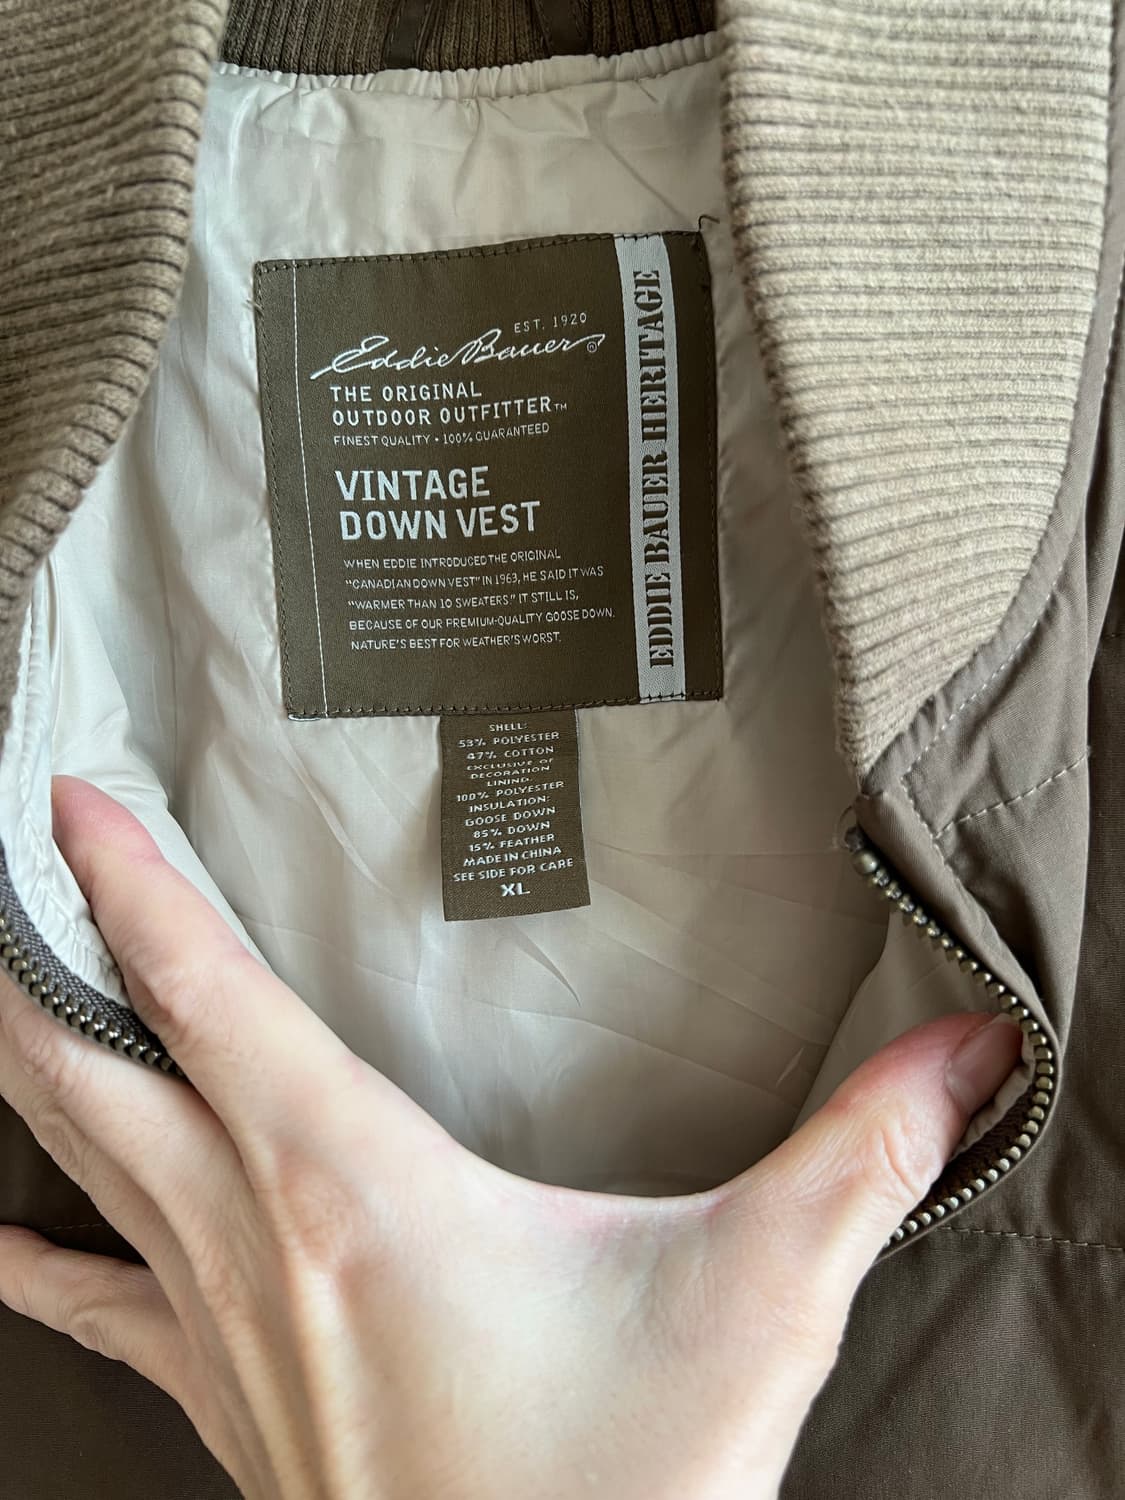 EST. 1920
Eddie Bauer®
THE ORIGINAL
OUTDOOR OUTFITTER™
FINEST QUALITY • 100% GUARANTEED
VINTAGE
DOWN VEST
WHEN EDDIE INTRODUCED THE ORIGINAL
"CANADIAN DOWN VEST" IN 1963, HE SAID IT WAS
"WARMER THAN 10 SWEATERS." IT STILL IS,
BECAUSE OF OUR PREMIUM-QUALITY GOOSE DOWN.
NATURE'S BEST FOR WEATHER'S WORST.
EDDIE BAUER HERITAGE
SHELL:
53% POLYESTER
47% COTTON
EXCLUSIVE OF
DECORATION
LINING:
100% POLYESTER
INSULATION:
GOOSE DOWN
85% DOWN
15% FEATHER
MADE IN CHINA
SEE SIDE FOR CARE
XL